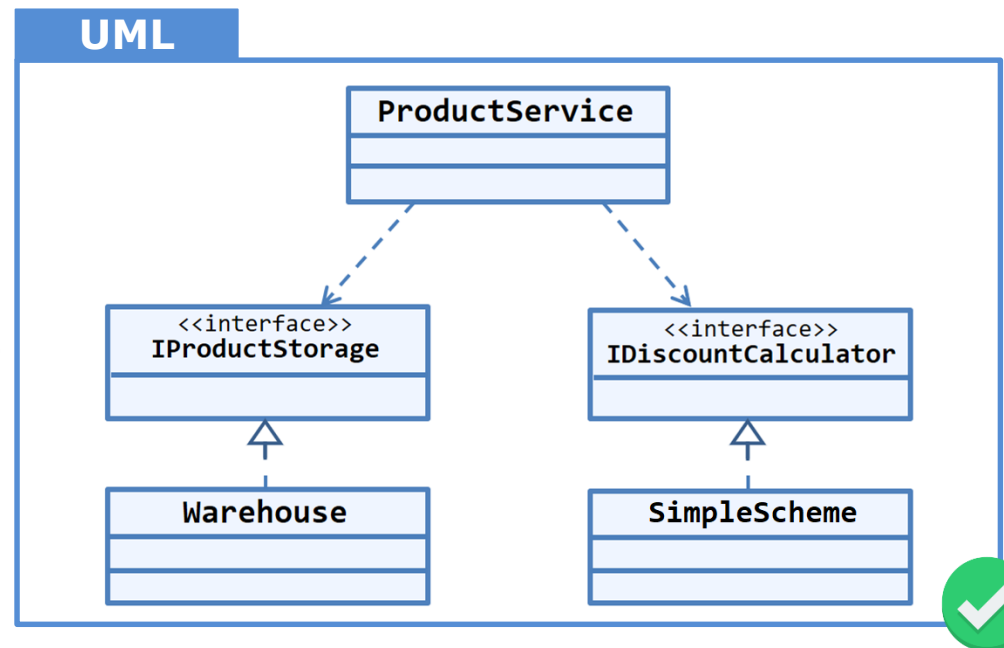 UML
ProductService
<<interface>>
IProductStorage
<<interface>>
IDiscountCalculator
Warehouse
SimpleScheme